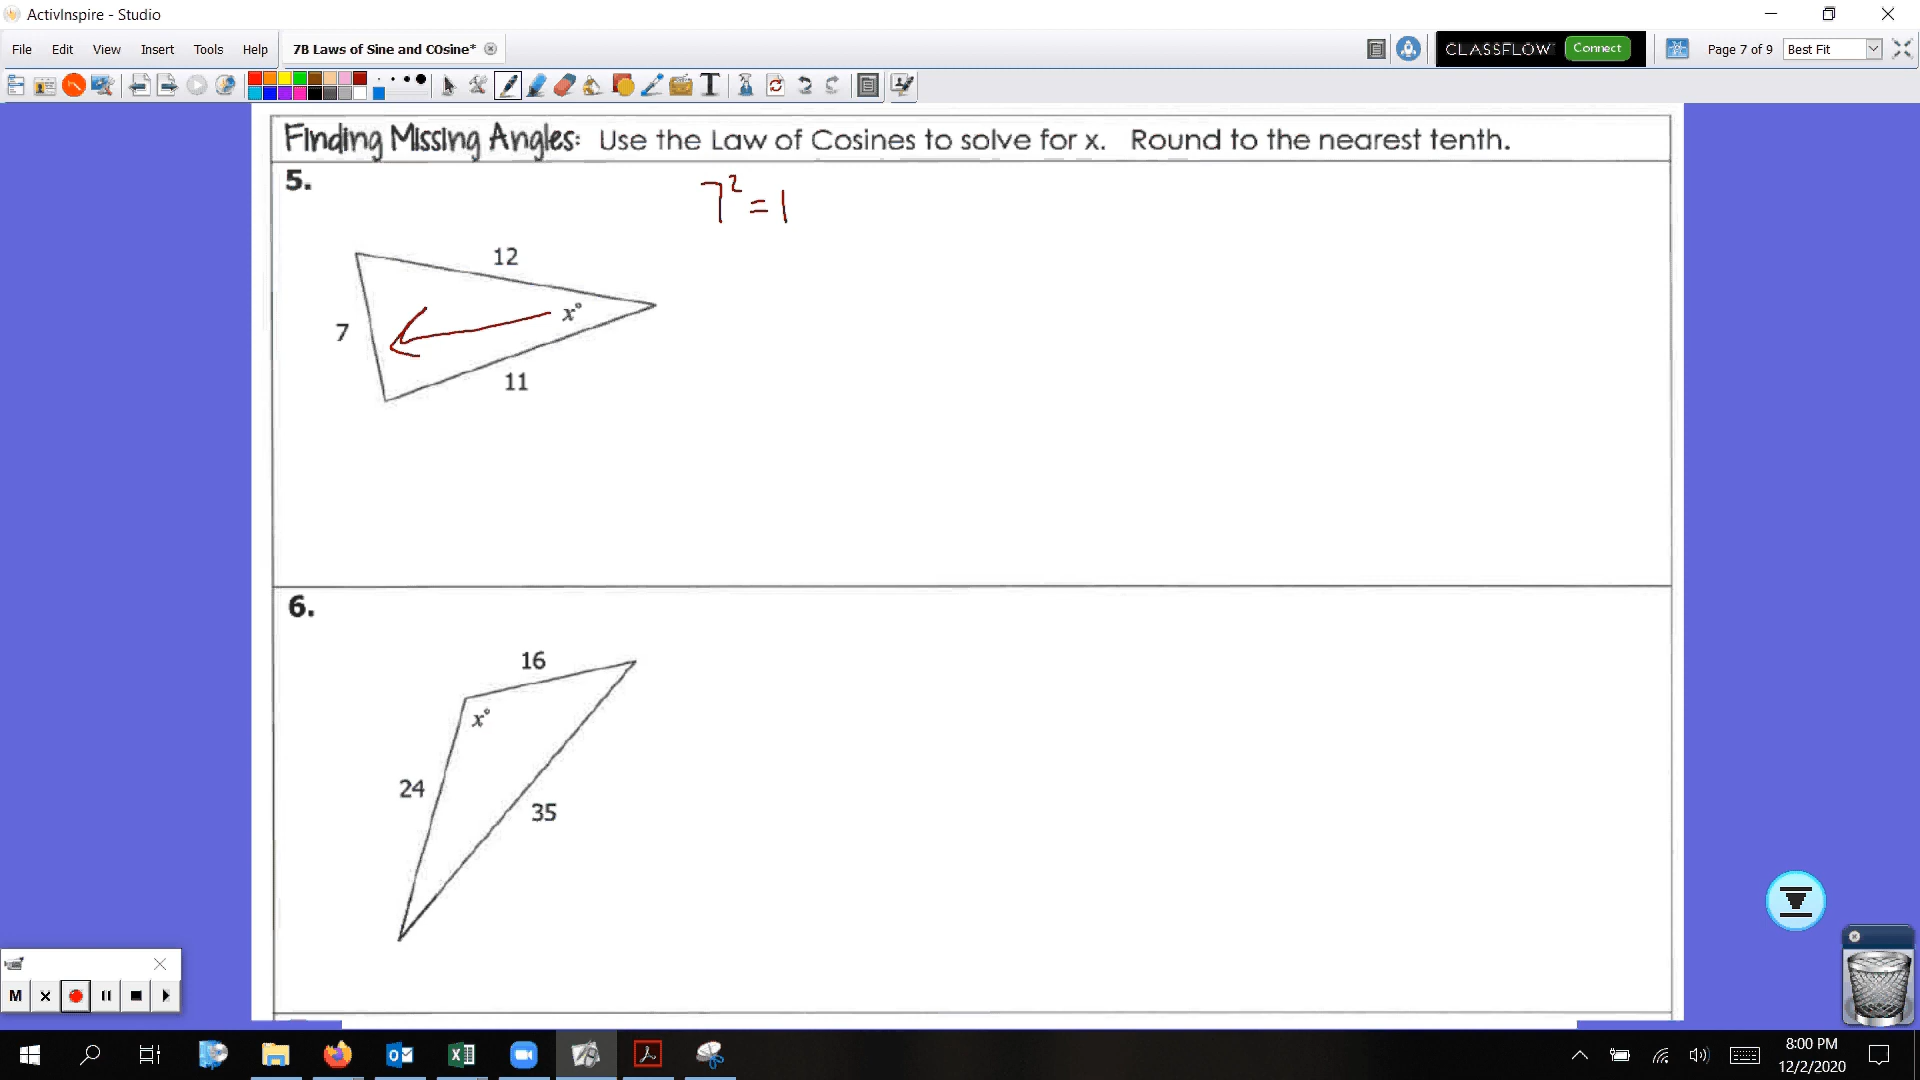 ActivInspire - Studio
File Edit View Insert Tools Help 7B Laws of Sine and COsine* CLASSFLOW Connect Page 7 of 9 Best Fit
T
Finding Missing Angles: Use the Law of Cosines to solve for x. Round to the nearest tenth.
5.
7² = 1
12
x°
7
11
6.
16
x°
24
35
M
8:00 PM
12/2/2020